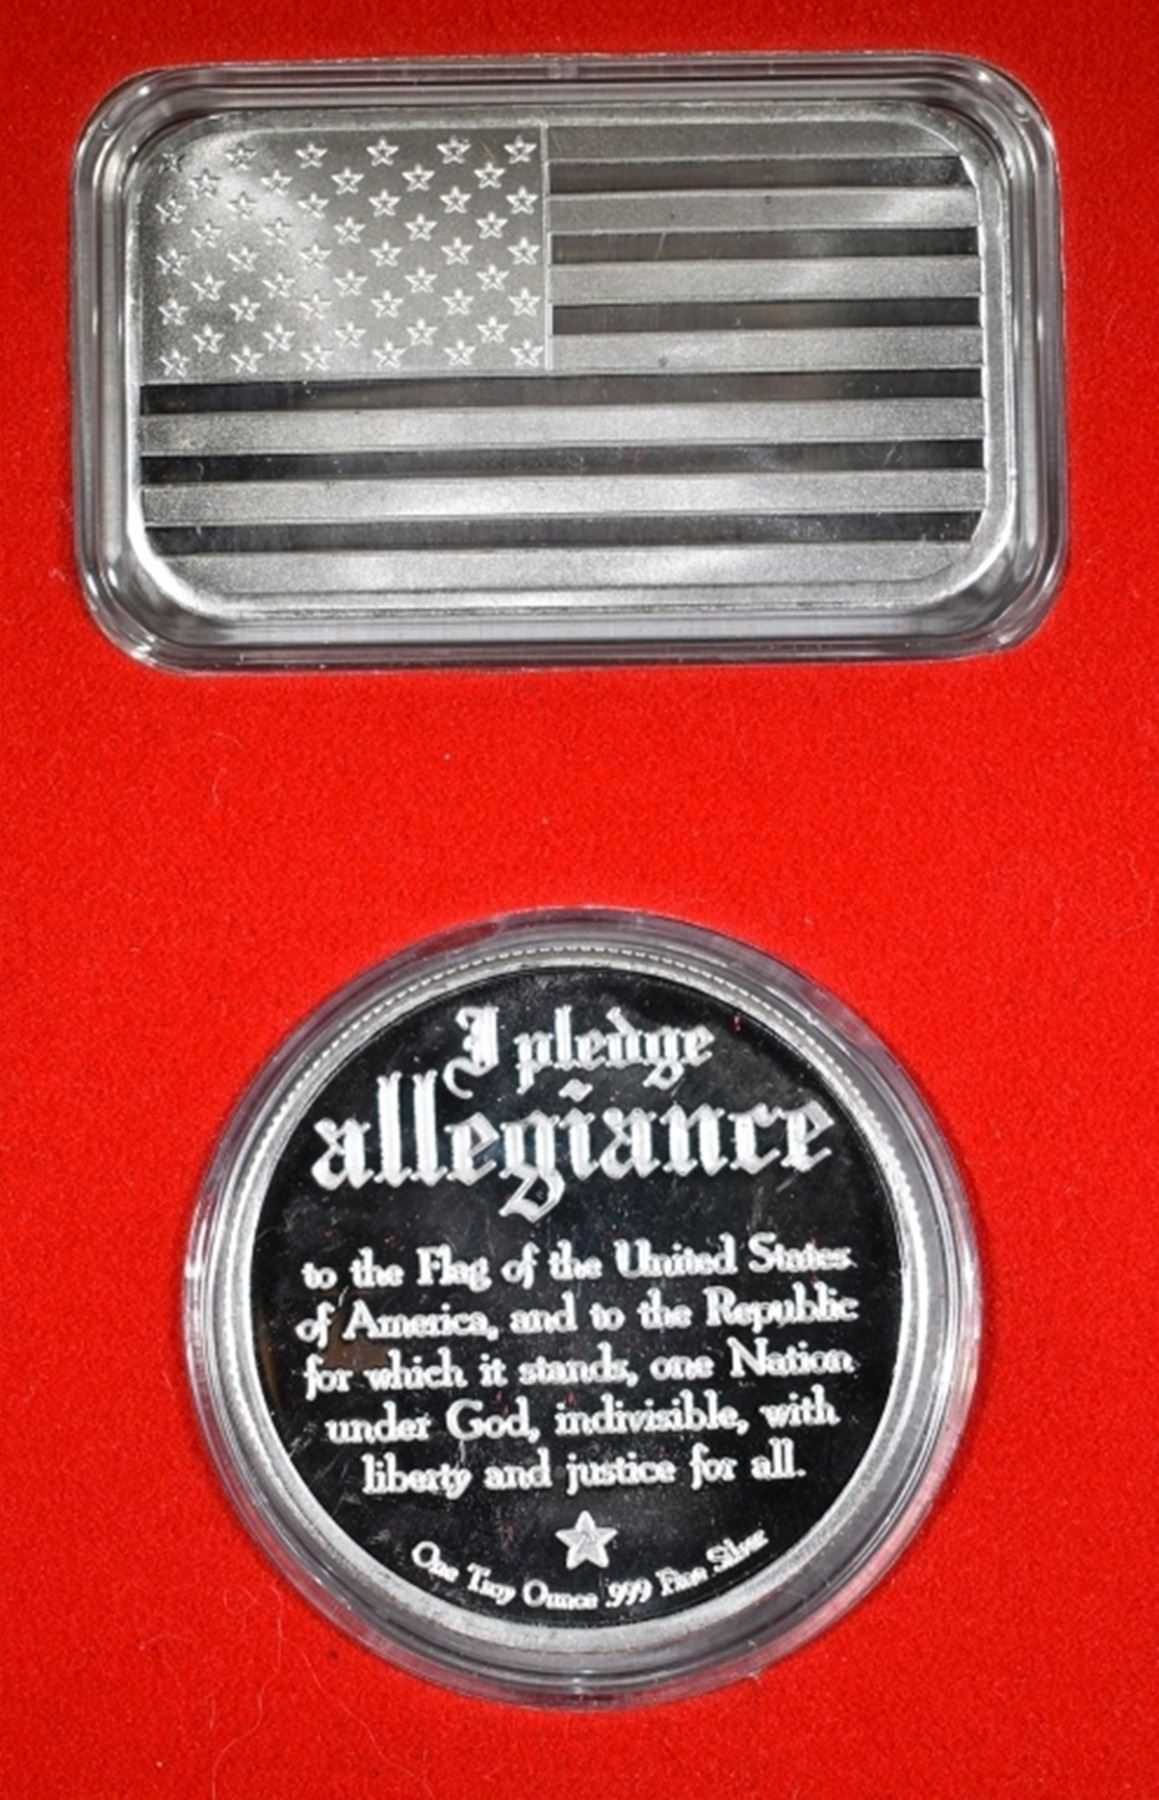 I pledge
allegiance
to the Flag of the United States
of America, and to the Republic
for which it stands, one Nation
under God, indivisible, with
liberty and justice for all.
One Troy Ounce .999 Fine Silver